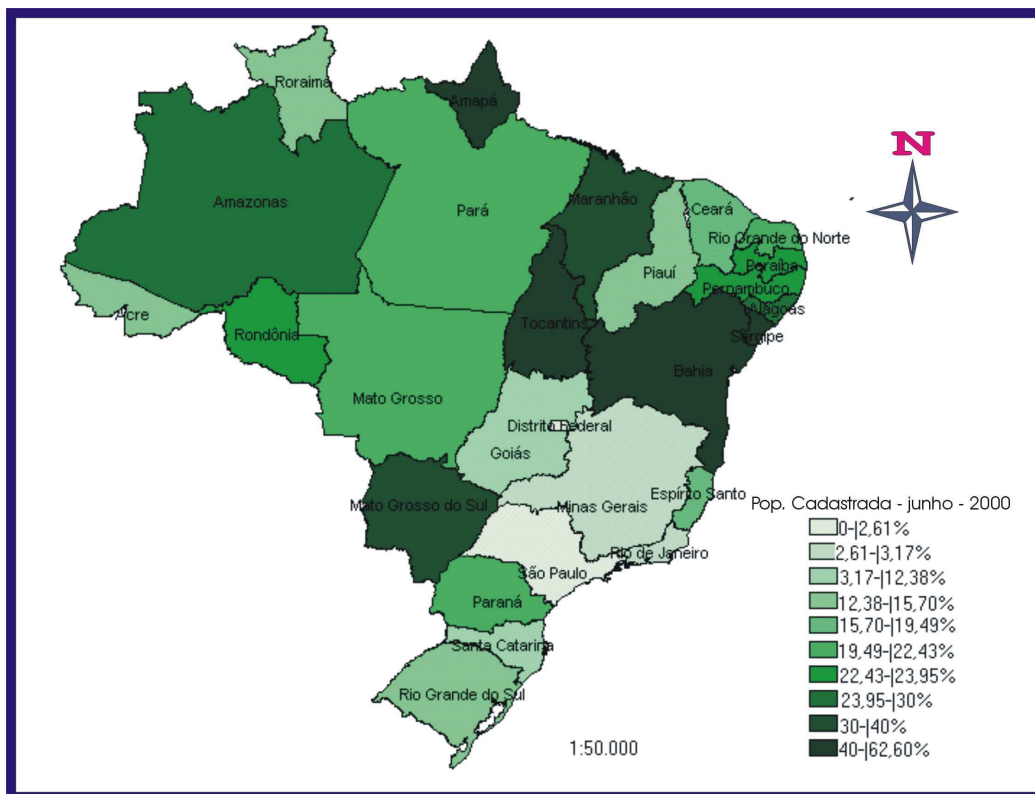 Roraima
Amapá
N
Amazonas
Pará
Maranhão
Ceará
Rio Grande do Norte
Piauí
Paraíba
Pernambuco
Alagoas
Acre
Rondônia
Tocantins
Sergipe
Bahia
Mato Grosso
Distrito Federal
Goiás
Mato Grosso do Sul
Minas Gerais
Espírito Santo
Rio de Janeiro
São Paulo
Paraná
Santa Catarina
Rio Grande do Sul
Pop. Cadastrada - junho - 2000
0-|2,61%
2,61-|3,17%
3,17-|12,38%
12,38-|15,70%
15,70-|19,49%
19,49-|22,43%
22,43-|23,95%
23,95-|30%
30-|40%
40-|62,60%
1:50.000